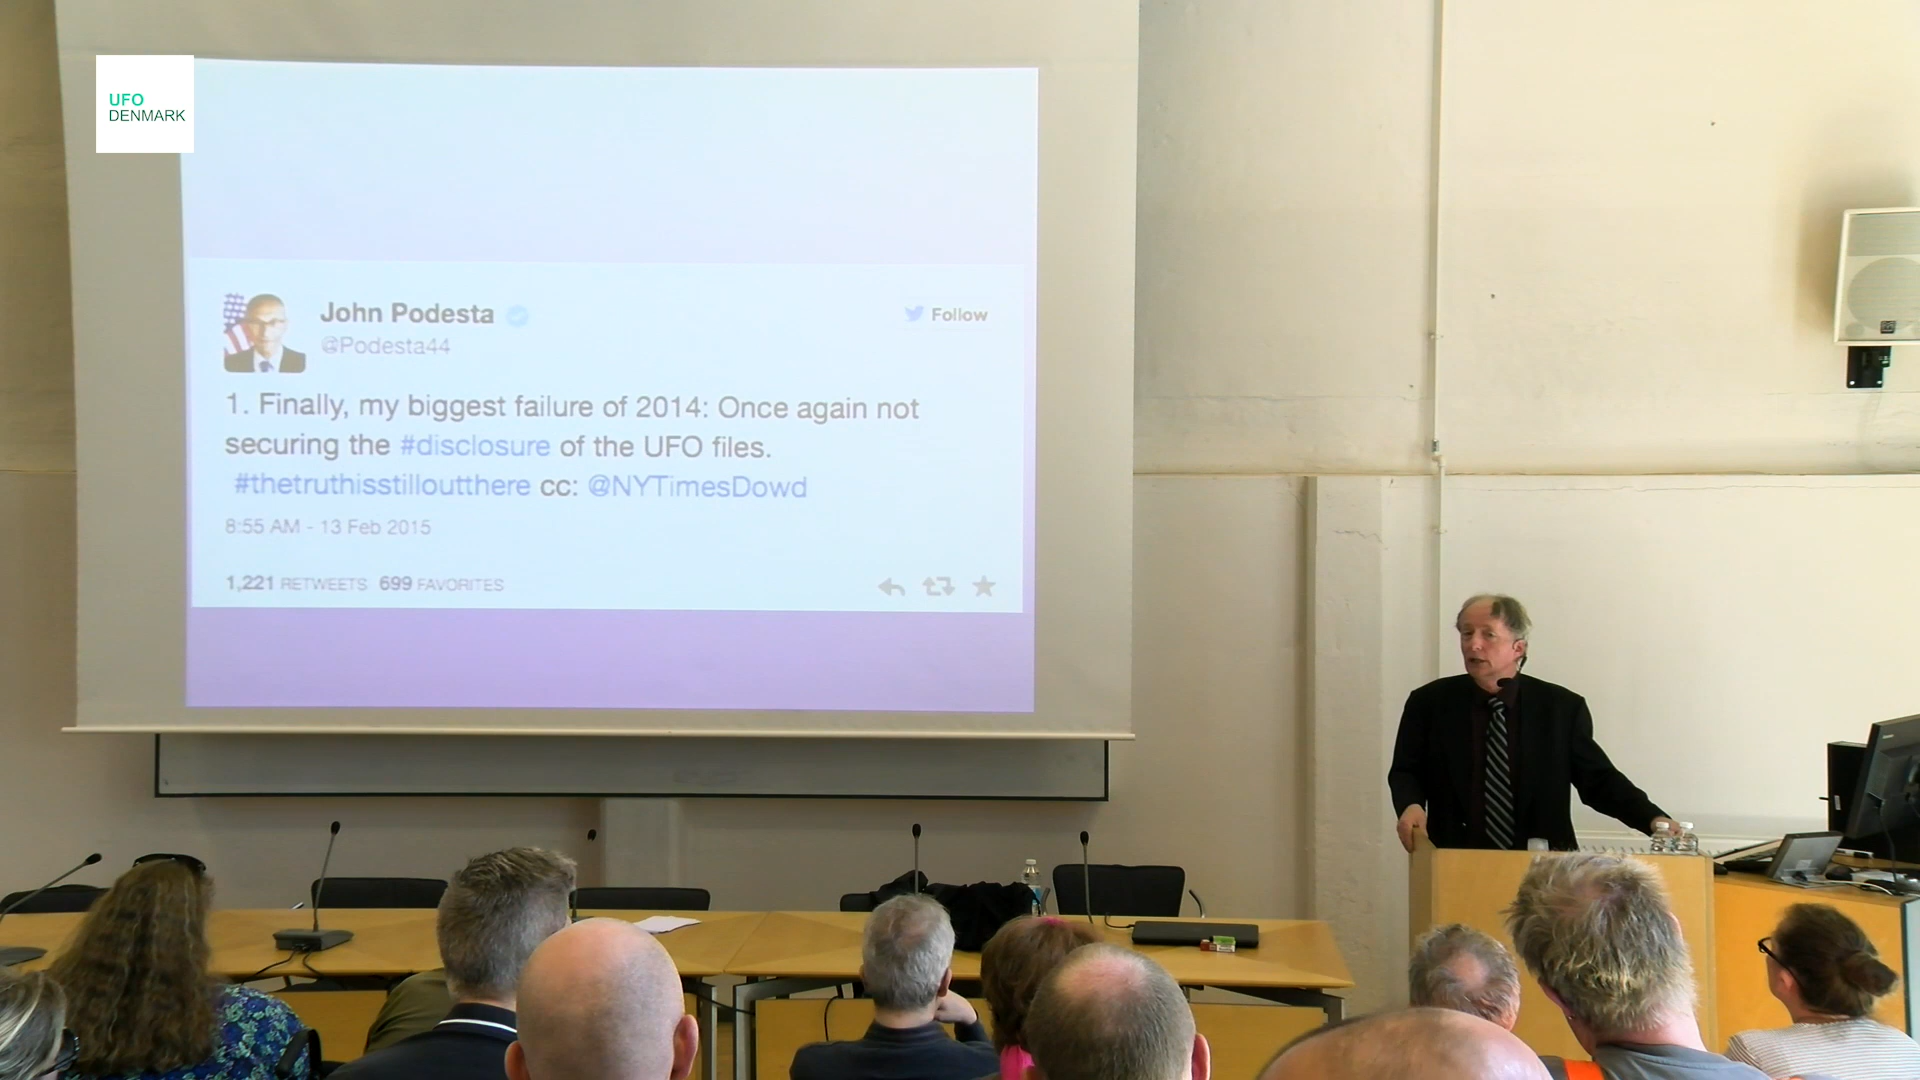 UFO
DENMARK
John Podesta
@Podesta44
Follow
1. Finally, my biggest failure of 2014: Once again not
securing the #disclosure of the UFO files.
#thetruthisstilloutthere cc: @NYTimesDowd
8:55 AM - 13 Feb 2015
1,221 RETWEETS 699 FAVORITES